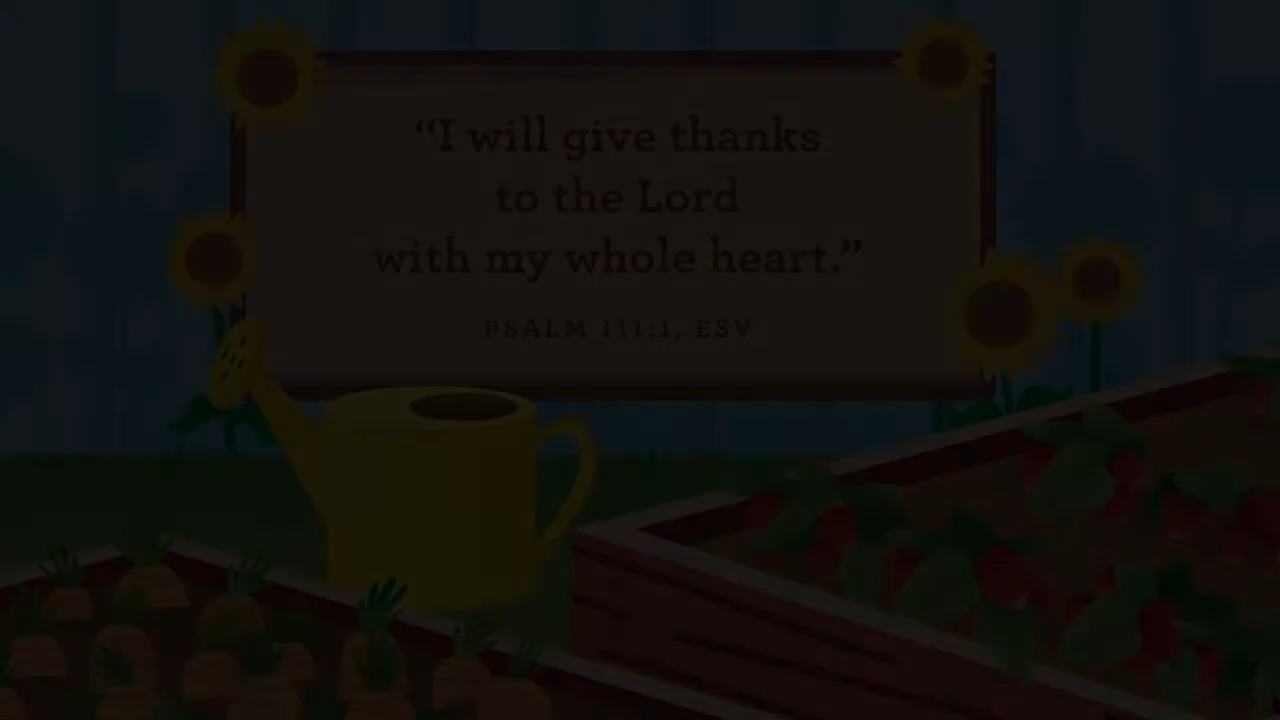 “I will give thanks
to the Lord
with my whole heart.”
PSALM 111:1, ESV